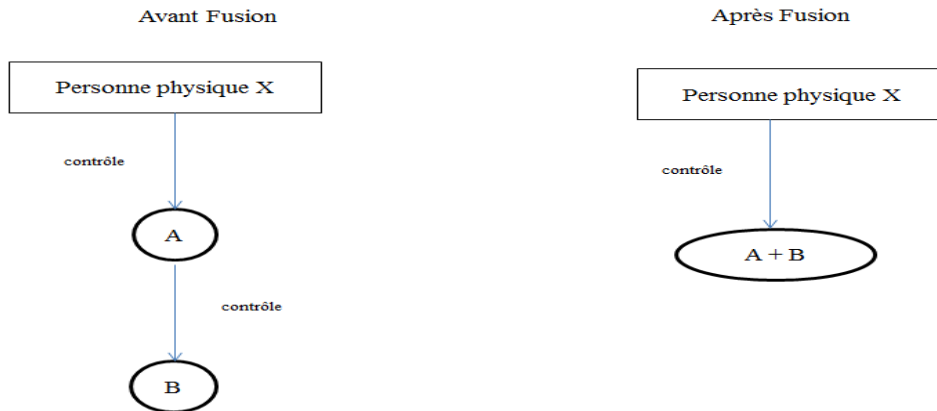 Avant Fusion
Personne physique X
contrôle
A
contrôle
B
Après Fusion
Personne physique X
contrôle
A + B